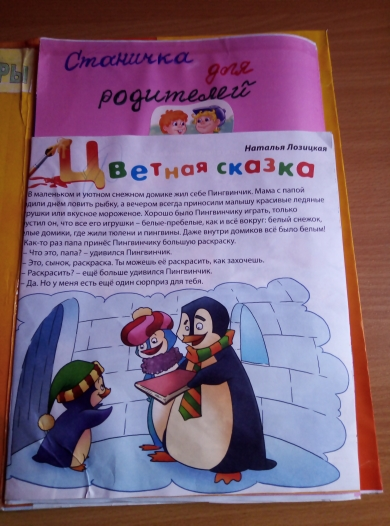 РЫ
Станичка
для
родителей
Наталья Лозицкая
Цветная сказка
В маленьком и уютном снежном домике жил себе Пингвинчик, Мама с папой
дили днём ловить рыбку, а вечером всегда приносили малышу красивые ледяные
грушки или вкусное мороженое. Хорошо было Пингвинчику играть, только
устил он, что все его игрушки – белые-пребелые, как и всё вокруг: белый снежок,
лые домики, где жили тюлени и пингвины. Даже внутри домиков всё было белым!
Как-то раз папа принёс Пингвинчику большую раскраску.
– Что это, папа? – удивился Пингвинчик.
– Это, сынок, раскраска. Ты можешь её раскрасить, как захочешь.
– Раскрасить? – ещё больше удивился Пингвинчик.
– Да. Но у меня есть ещё один сюрприз для тебя.